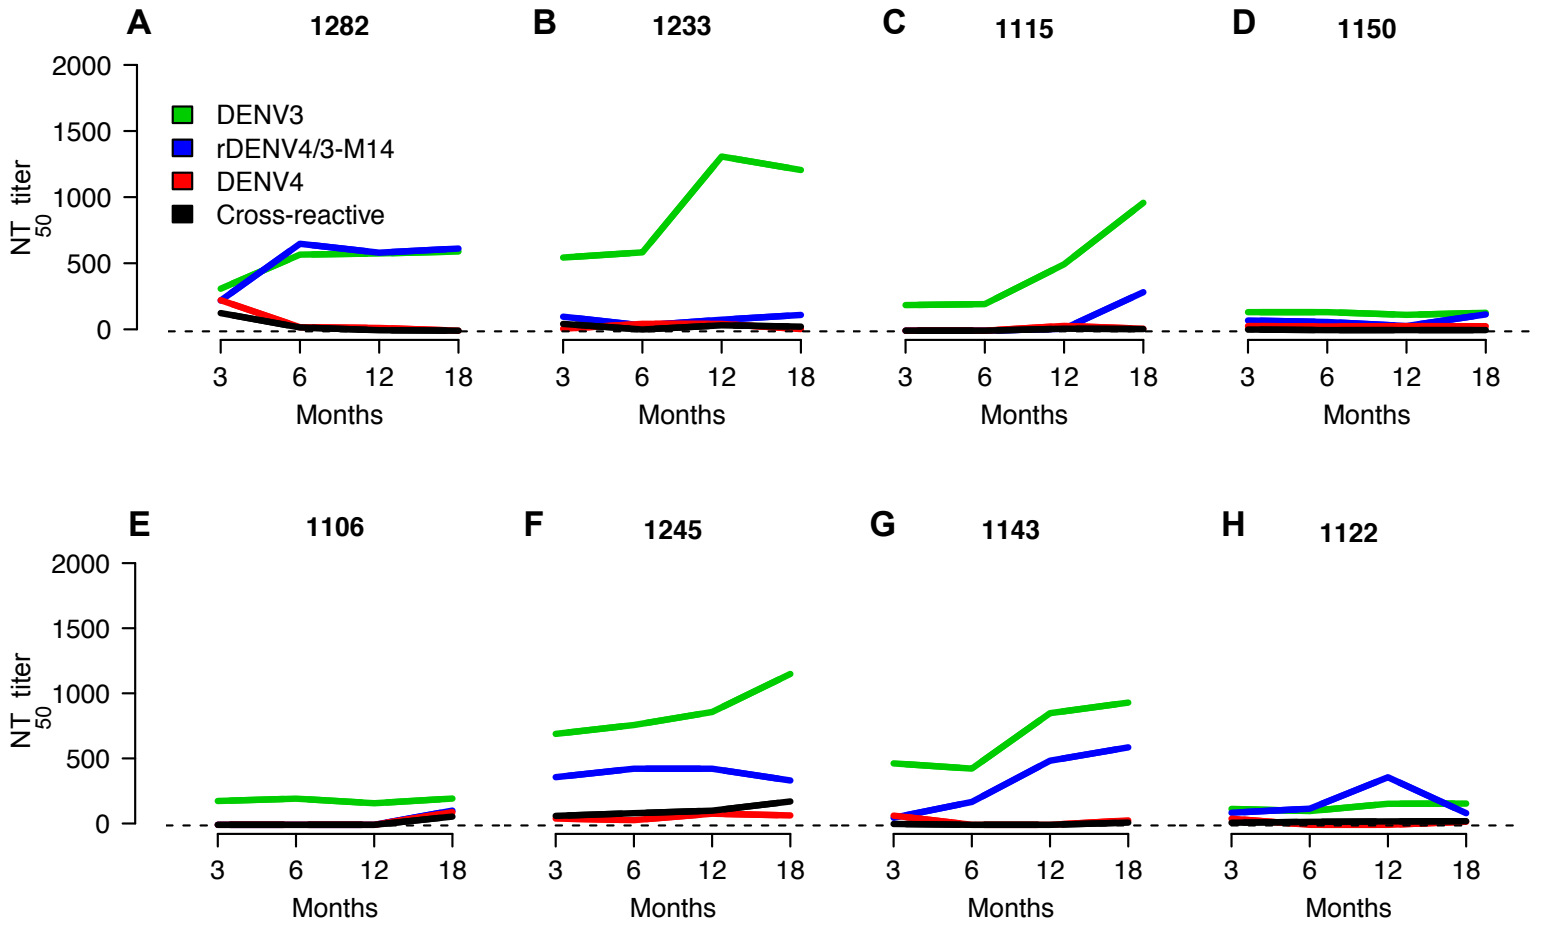 A 1282 B 1233 C 1115 D 1150
2000
1500
1000
500
0
NT50 titer
DENV3
rDENV4/3-M14
DENV4
Cross-reactive
3 6 12 18 3 6 12 18 3 6 12 18 3 6 12 18
Months Months Months Months
E 1106 F 1245 G 1143 H 1122
2000
1500
1000
500
0
NT50 titer
3 6 12 18 3 6 12 18 3 6 12 18 3 6 12 18
Months Months Months Months